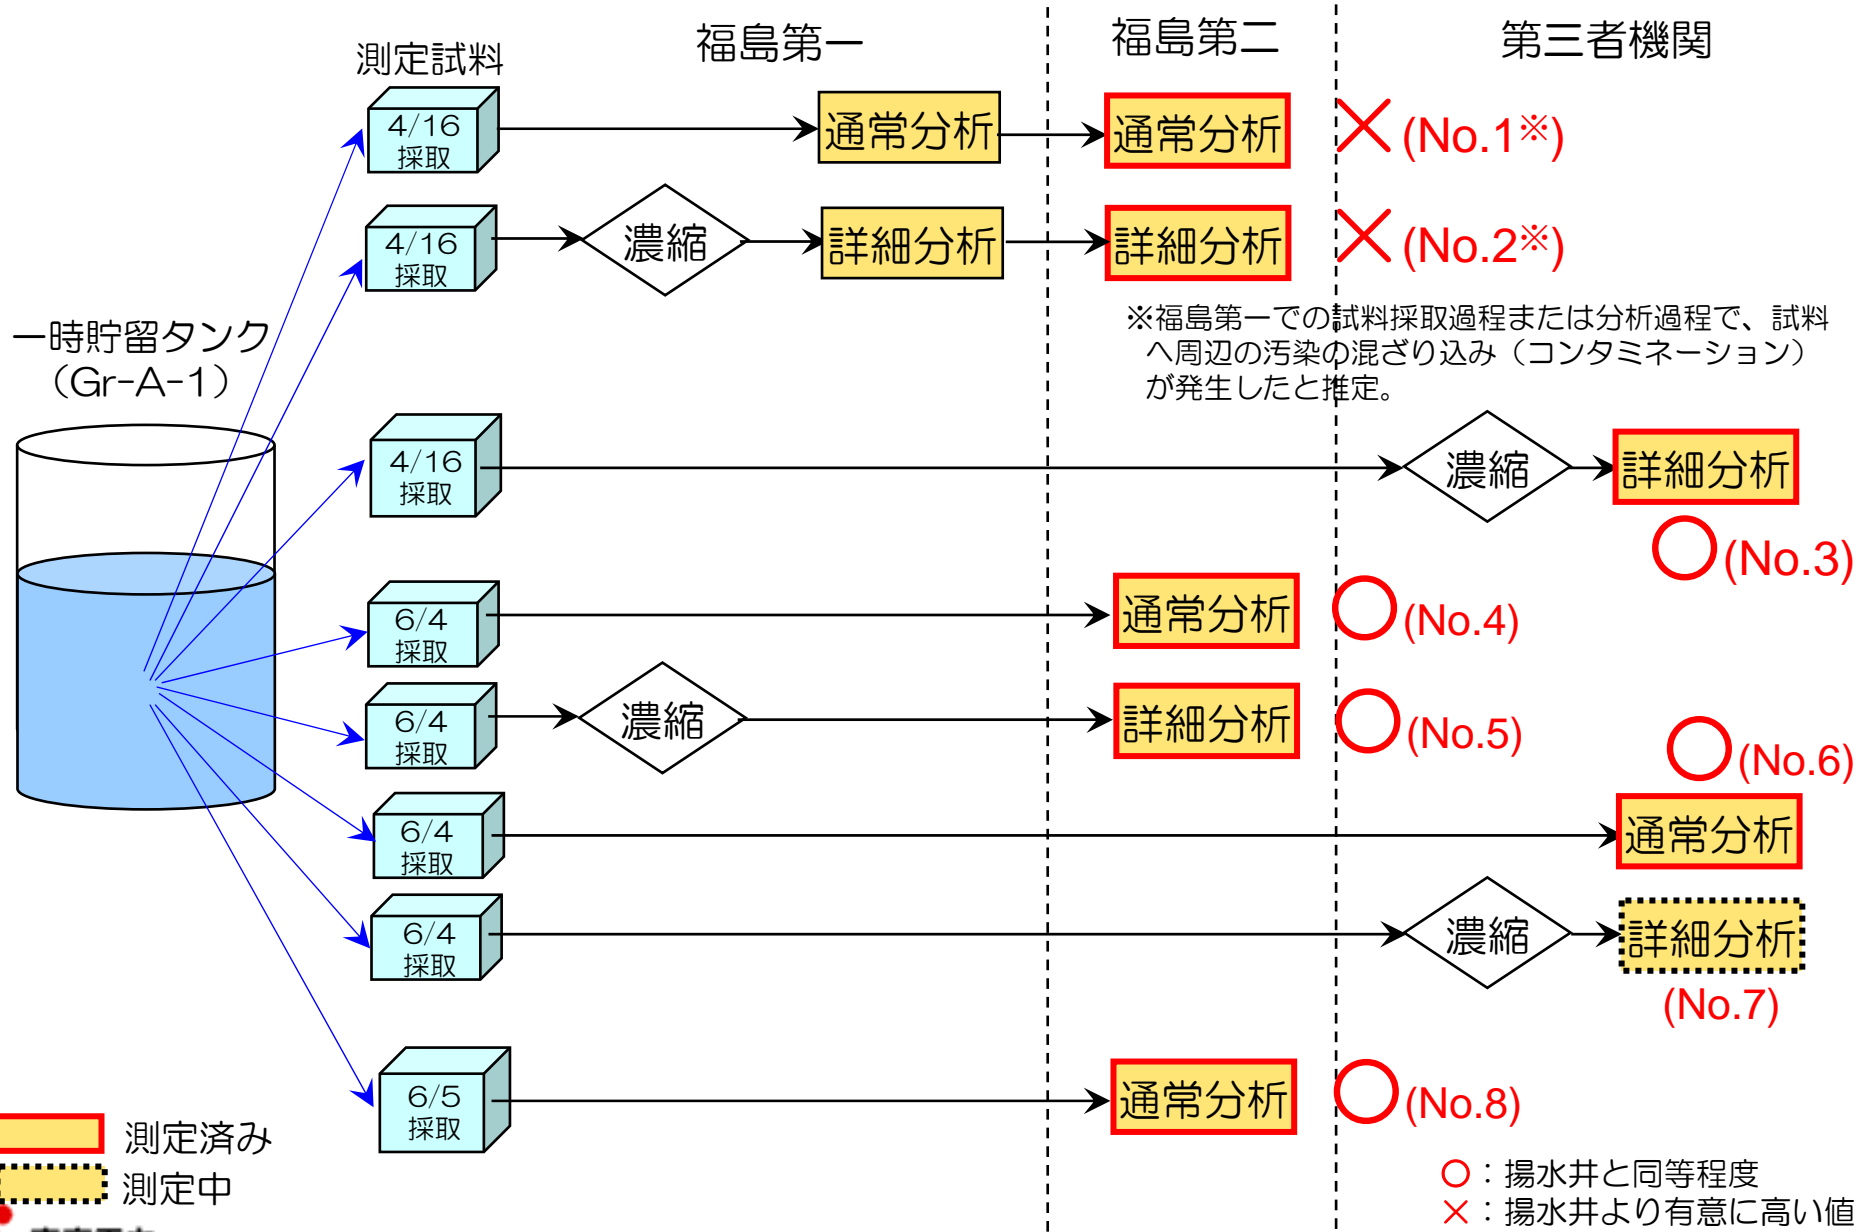 福島第一
福島第二
第三者機関
測定試料
4/16
採取
通常分析
通常分析
(No.1※)
4/16
採取
濃縮
詳細分析
詳細分析
(No.2※)
※福島第一での試料採取過程または分析過程で、試料
へ周辺の汚染の混ざり込み（コンタミネーション）
が発生したと推定。
一時貯留タンク
（Gr-A-1）
4/16
採取
濃縮
詳細分析
(No.3)
6/4
採取
通常分析
(No.4)
6/4
採取
濃縮
詳細分析
(No.5)
(No.6)
6/4
採取
通常分析
6/4
採取
濃縮
詳細分析
(No.7)
6/5
採取
通常分析
(No.8)
測定済み
測定中
○：揚水井と同等程度
×：揚水井より有意に高い値